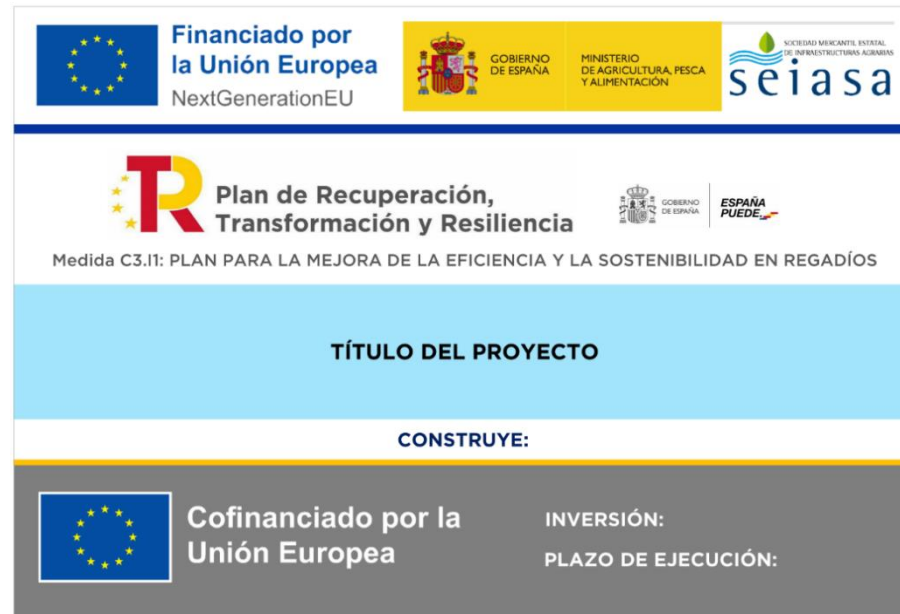 Financiado por
la Unión Europea
NextGenerationEU
GOBIERNO
DE ESPAÑA
MINISTERIO
DE AGRICULTURA, PESCA
Y ALIMENTACIÓN
SOCIEDAD MERCANTIL ESTATAL
DE INFRAESTRUCTURAS AGRARIAS
seiasa
TR
Plan de Recuperación,
Transformación y Resiliencia
GOBIERNO
DE ESPAÑA
ESPAÑA
PUEDE
Medida C3.I1: PLAN PARA LA MEJORA DE LA EFICIENCIA Y LA SOSTENIBILIDAD EN REGADÍOS
TÍTULO DEL PROYECTO
CONSTRUYE:
Cofinanciado por la
Unión Europea
INVERSIÓN:
PLAZO DE EJECUCIÓN: